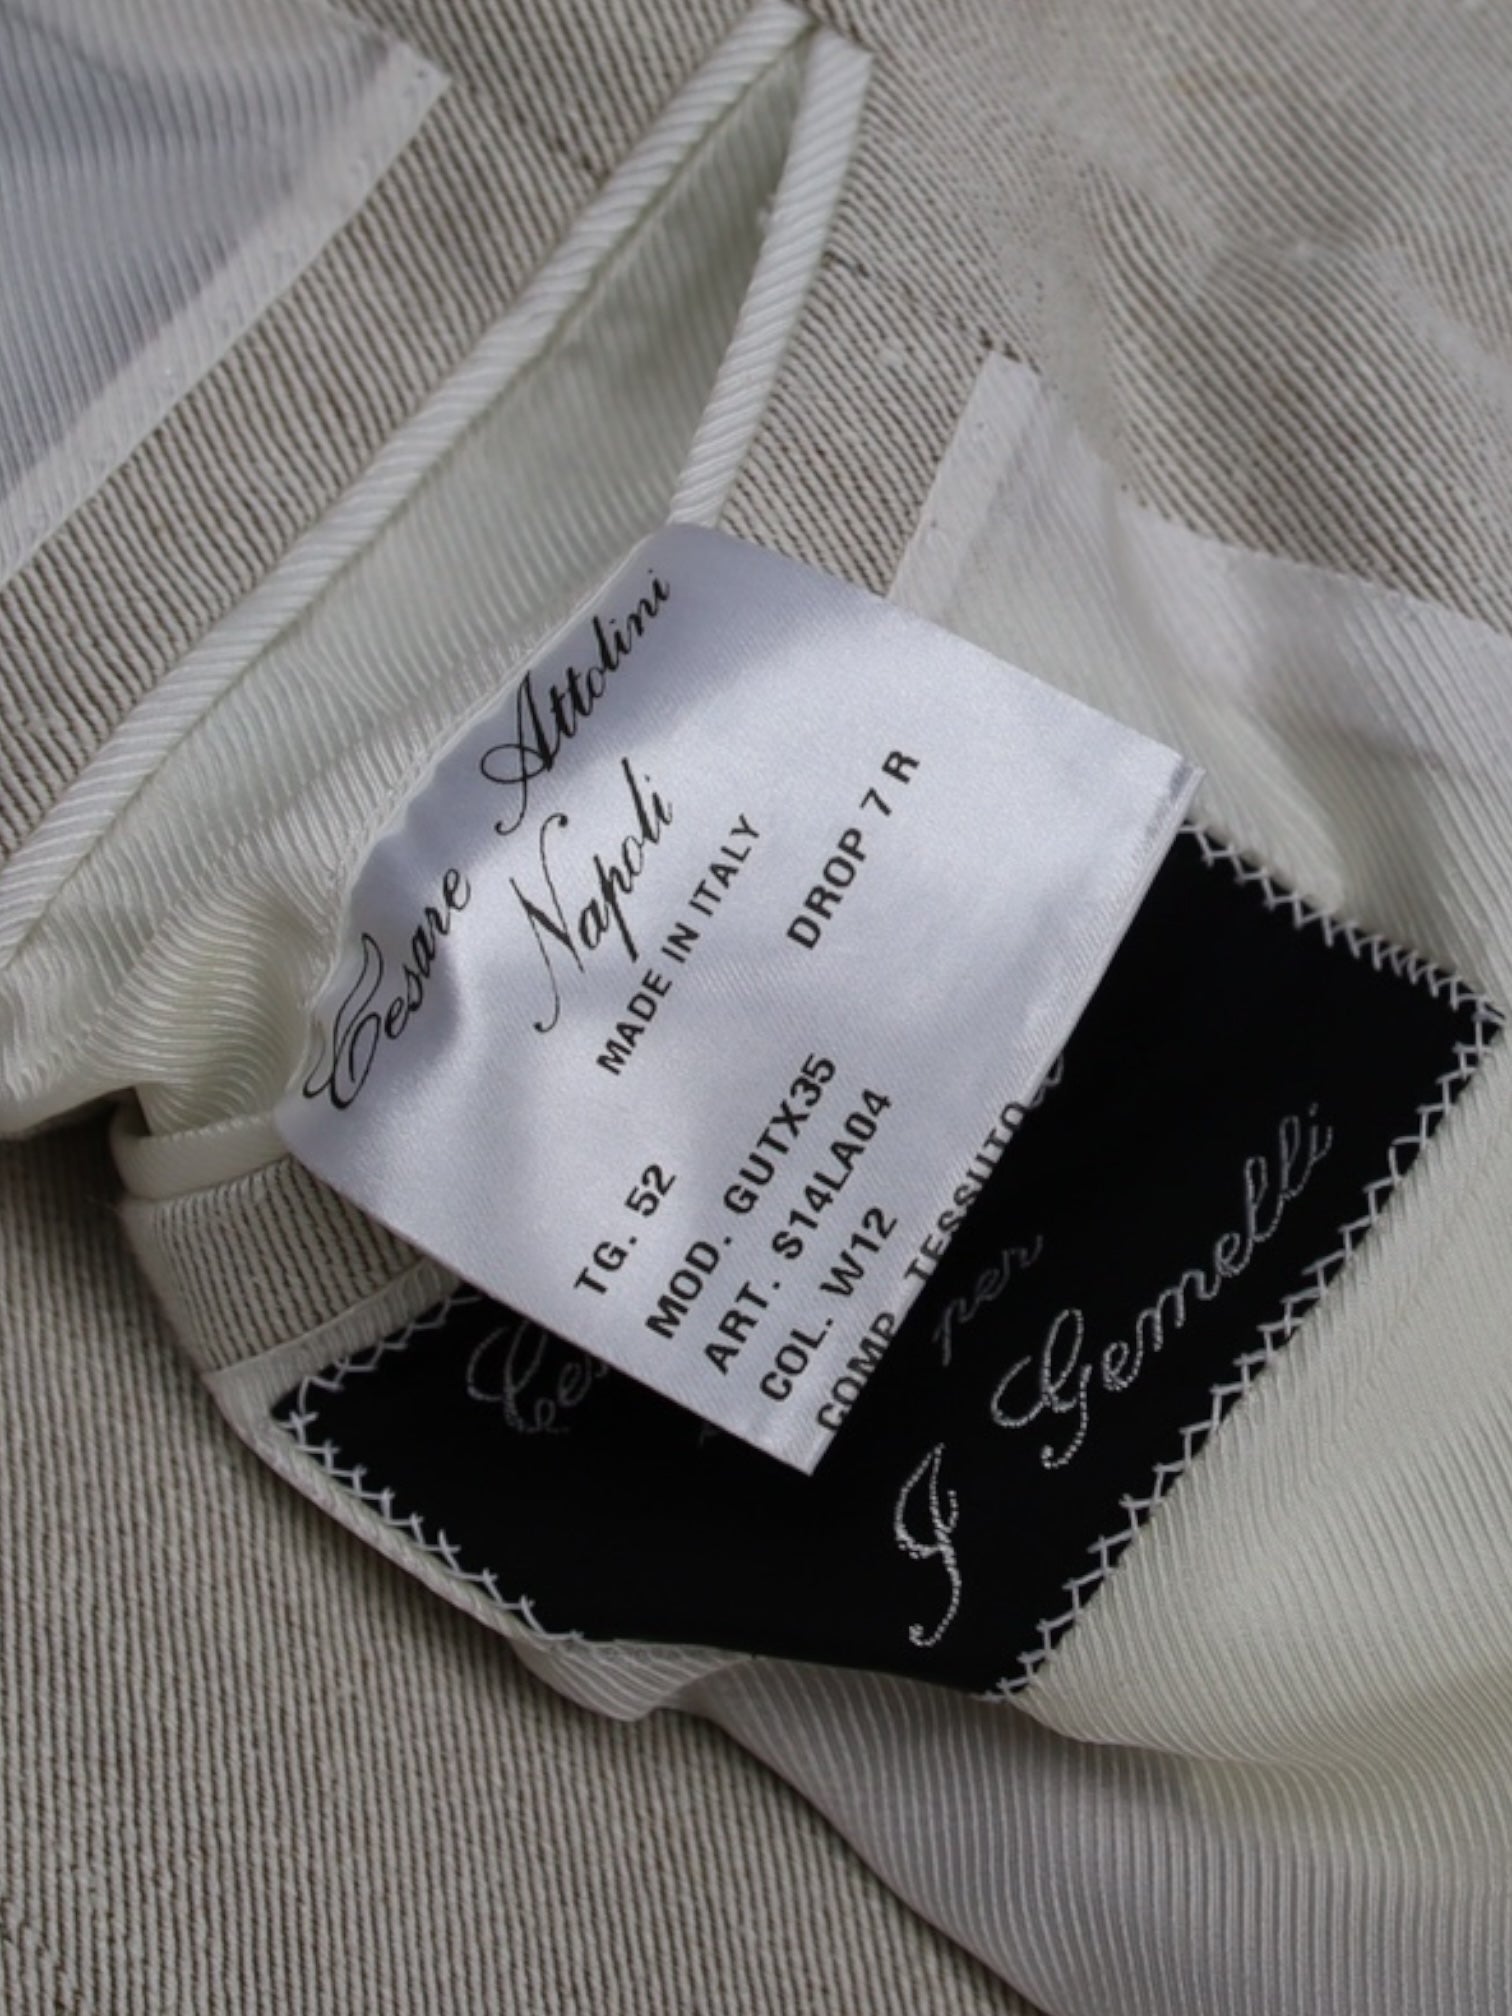 Cesare Attolini
Napoli
MADE IN ITALY
DROP 7 R
TG. 52
MOD. GUTX35
ART. S14LA04
COL. W12
COMP. TESSUTO
per
I Gemelli